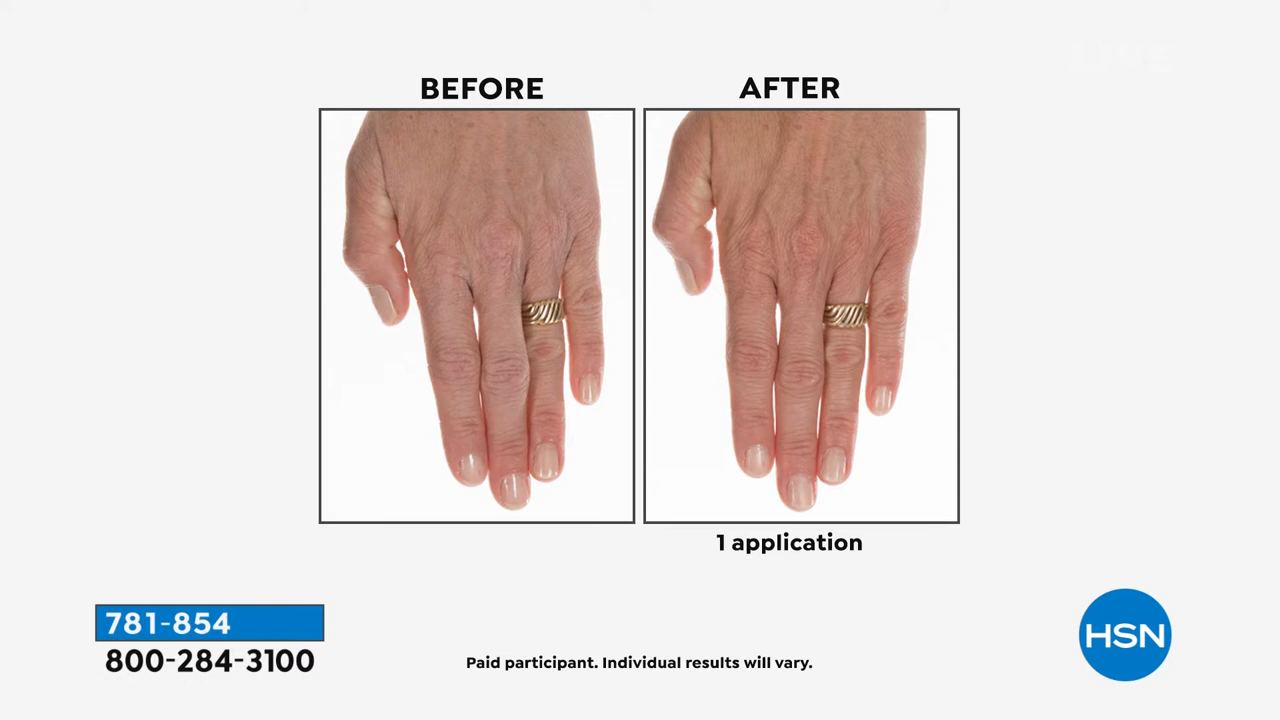 BEFORE
AFTER
1 application
781-854
800-284-3100
Paid participant. Individual results will vary.
HSN